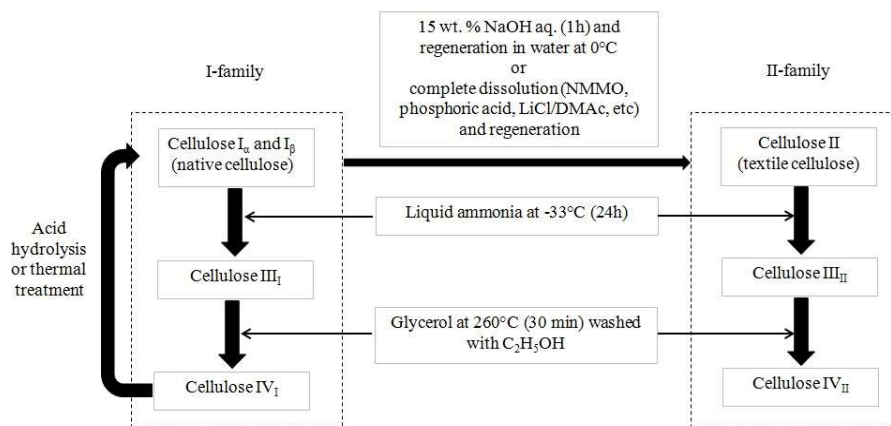 15 wt. % NaOH aq. (1h) and
regeneration in water at 0°C
or
complete dissolution (NMMO,
phosphoric acid, LiCl/DMAc, etc)
and regeneration
I-family
II-family
Cellulose Iα and Iβ
(native cellulose)
Cellulose II
(textile cellulose)
Liquid ammonia at -33°C (24h)
Acid
hydrolysis
or thermal
treatment
Cellulose IIII
Cellulose IIIII
Glycerol at 260°C (30 min) washed
with C2H5OH
Cellulose IVI
Cellulose IVII